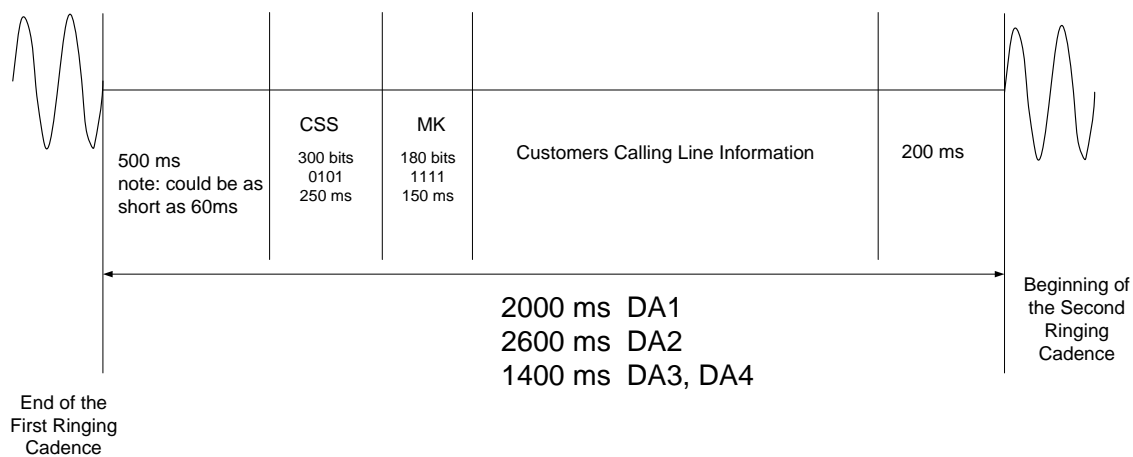 500 ms
note: could be as
short as 60ms
CSS
300 bits
0101
250 ms
MK
180 bits
1111
150 ms
Customers Calling Line Information
200 ms
2000 ms DA1
2600 ms DA2
1400 ms DA3, DA4
End of the
First Ringing
Cadence
Beginning of
the Second
Ringing
Cadence